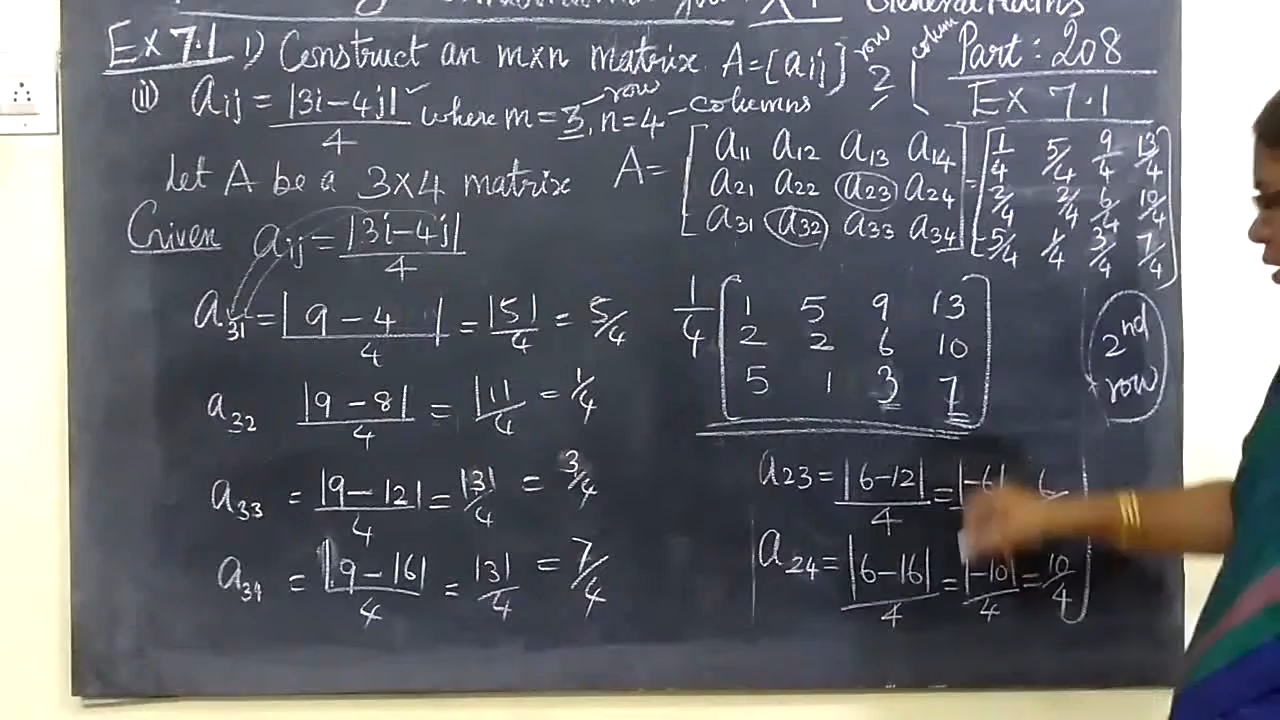 General Maths
Ex 7.1 1) Construct an m×n matrix A=[aij] row column
2
Part: 208
Ex 7.1
(ii) aij = |3i-4j|/4 where m=3, n=4 row columns
let A be a 3×4 matrix
A= [a11 a12 a13 a14] = [1/4 5/4 9/4 13/4]
[a21 a22 a23 a24] [2/4 2/4 6/4 10/4]
[a31 a32 a33 a34] [5/4 1/4 3/4 7/4]
Given aij = |3i-4j|/4
a31 = |9-4|/4 = |5|/4 = 5/4
a32 |9-8|/4 = |1|/4 = 1/4
a33 = |9-12|/4 = |3|/4 = 3/4
a34 = |9-16|/4 = |3|/4 = 7/4
1/4 [1 5 9 13]
[2 2 6 10]
[5 1 3 7]
2nd
row
a23 = |6-12|/4 = |-6| 6
a24 = |6-16|/4 = |-10|/4 = 10/4